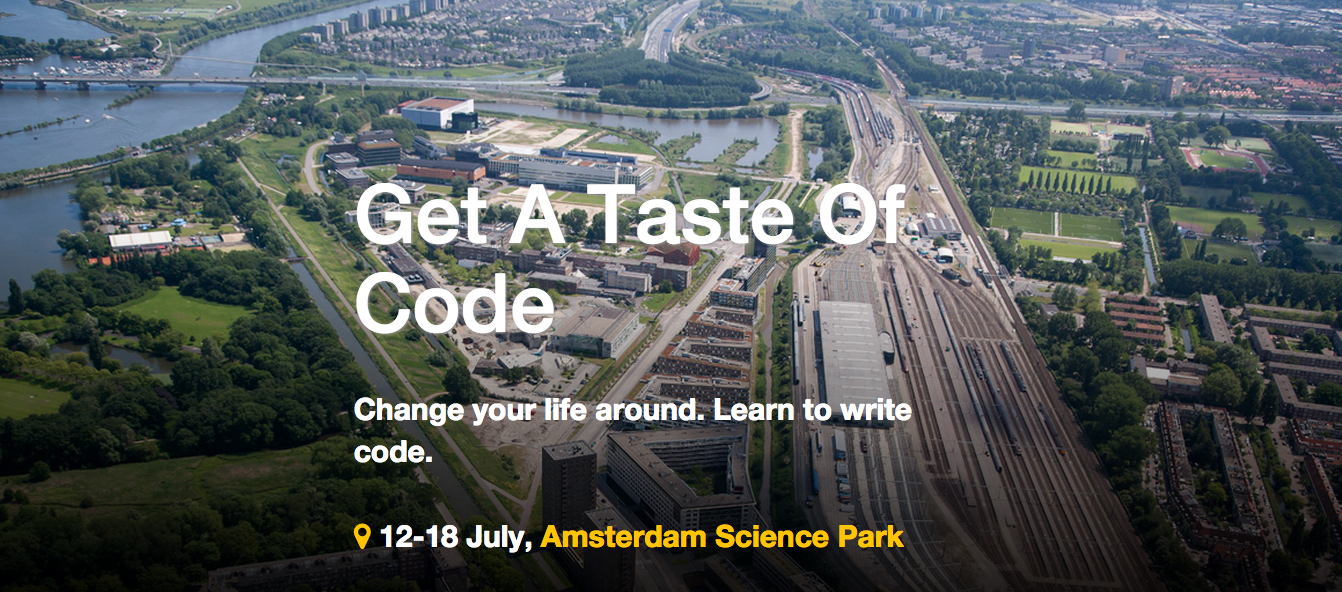 Get A Taste Of
Code
Change your life around. Learn to write
code.
12-18 July, Amsterdam Science Park